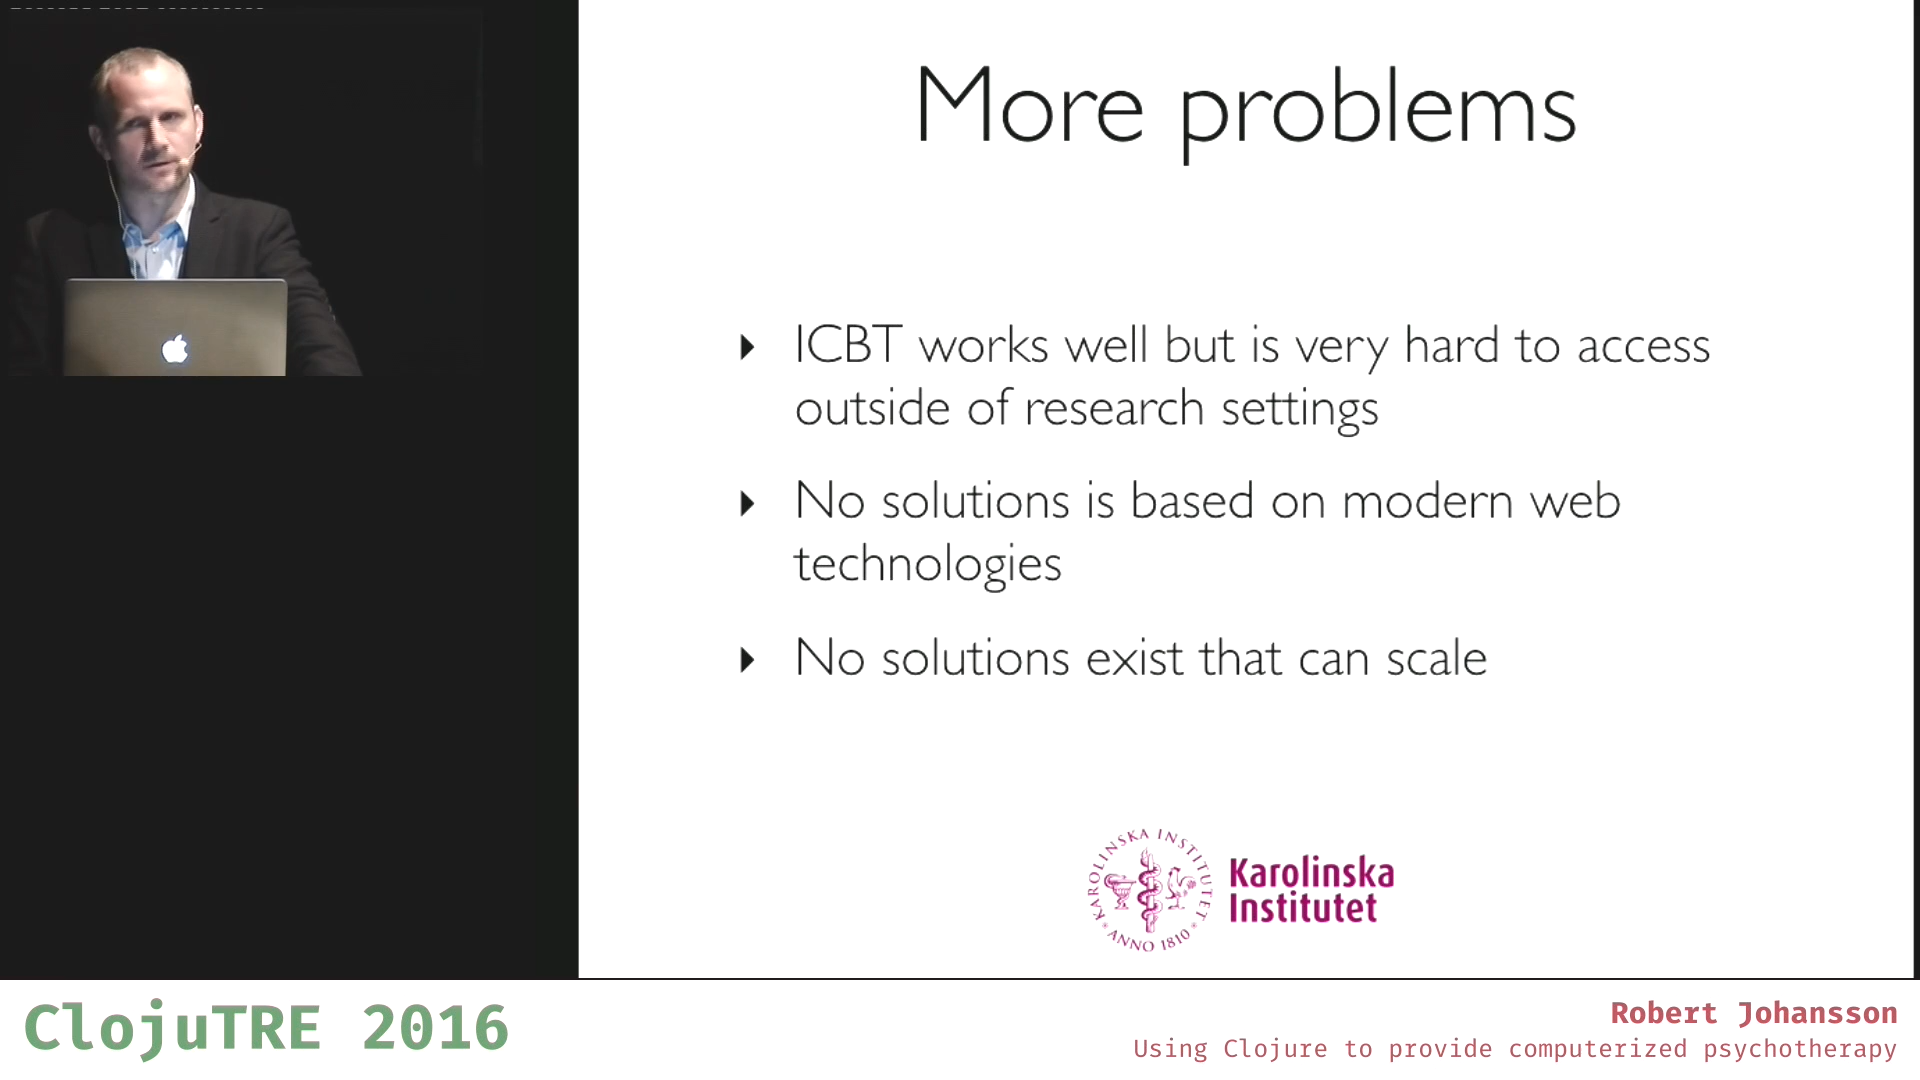 More problems
ICBT works well but is very hard to access
outside of research settings
No solutions is based on modern web
technologies
No solutions exist that can scale
KAROLINSKA INSTITUTET
ANNO 1810
Karolinska
Institutet
ClojuTRE 2016
Robert Johansson
Using Clojure to provide computerized psychotherapy